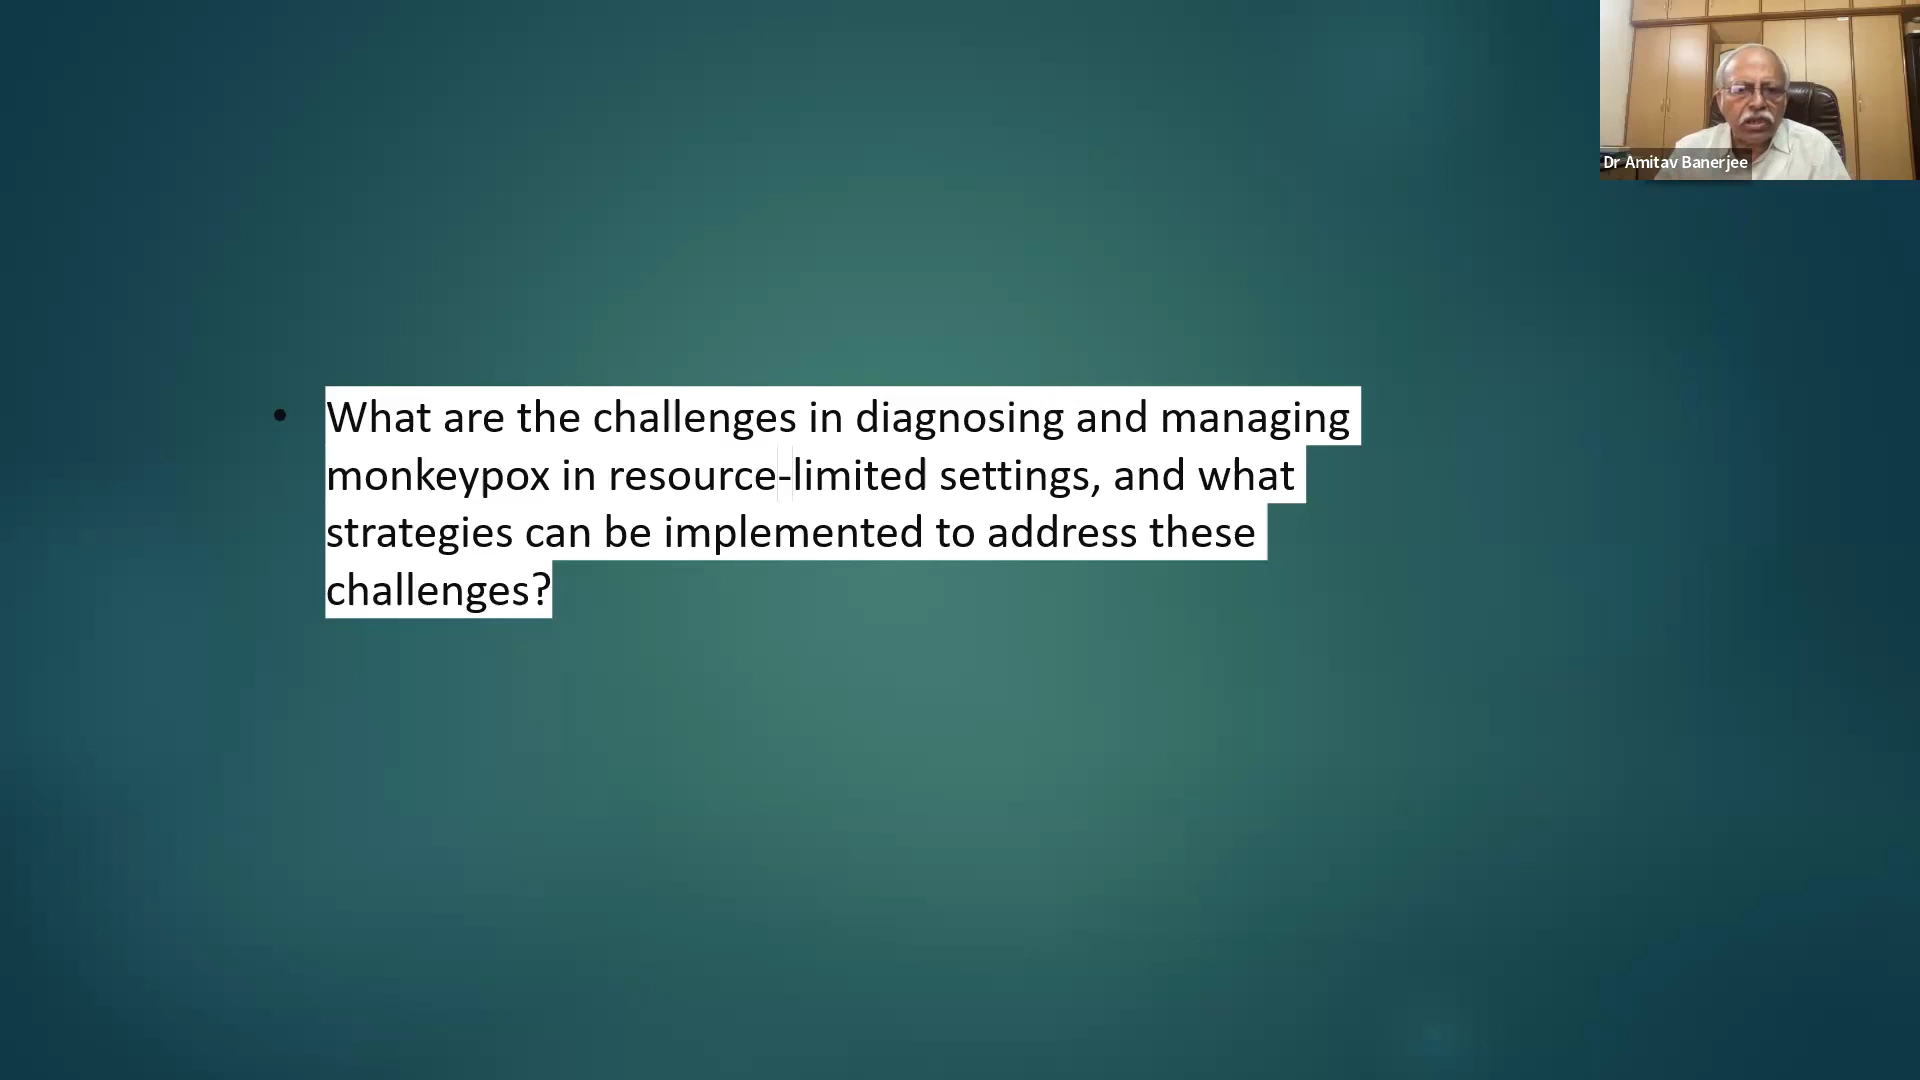 Dr Amitav Banerjee
• What are the challenges in diagnosing and managing
monkeypox in resource-limited settings, and what
strategies can be implemented to address these
challenges?